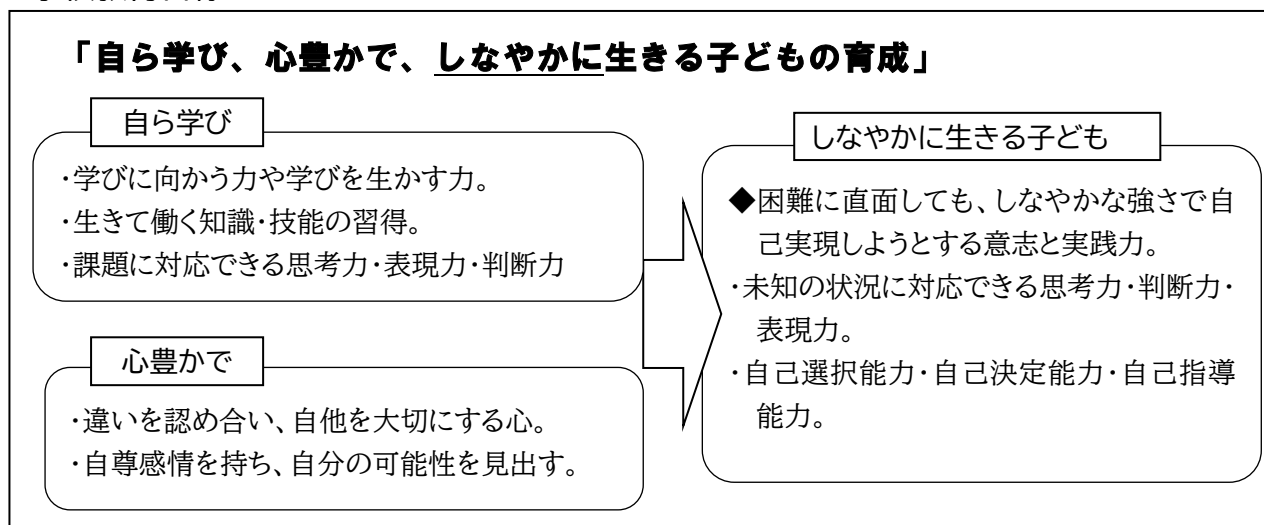 「自ら学び、心豊かで、しなやかに生きる子どもの育成」
自ら学び
・学びに向かう力や学びを生かす力。
・生きて働く知識・技能の習得。
・課題に対応できる思考力・表現力・判断力
心豊かで
・違いを認め合い、自他を大切にする心。
・自尊感情を持ち、自分の可能性を見出す。
しなやかに生きる子ども
◆困難に直面しても、しなやかな強さで自
己実現しようとする意志と実践力。
・未知の状況に対応できる思考力・判断力・
表現力。
・自己選択能力・自己決定能力・自己指導
能力。